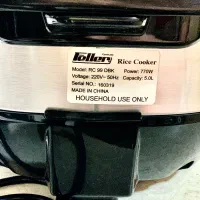 Tollery
Rice Cooker
Model: RC 99 DBK Power: 770W
Voltage: 220V~ 50Hz Capacity: 5.0L
Serial NO.: 160319
MADE IN CHINA
HOUSEHOLD USE ONLY